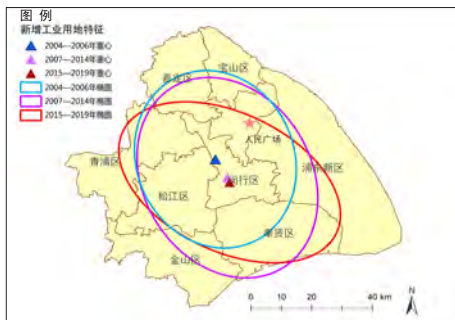 图 例
新增工业用地特征
2004—2006年重心
2007—2014年重心
2015—2019年重心
2004—2006年椭圆
2007—2014年椭圆
2015—2019年椭圆
宝山区
嘉定区
人民广场
青浦区
浦东新区
闵行区
松江区
奉贤区
金山区
0 10 20 40 km
N